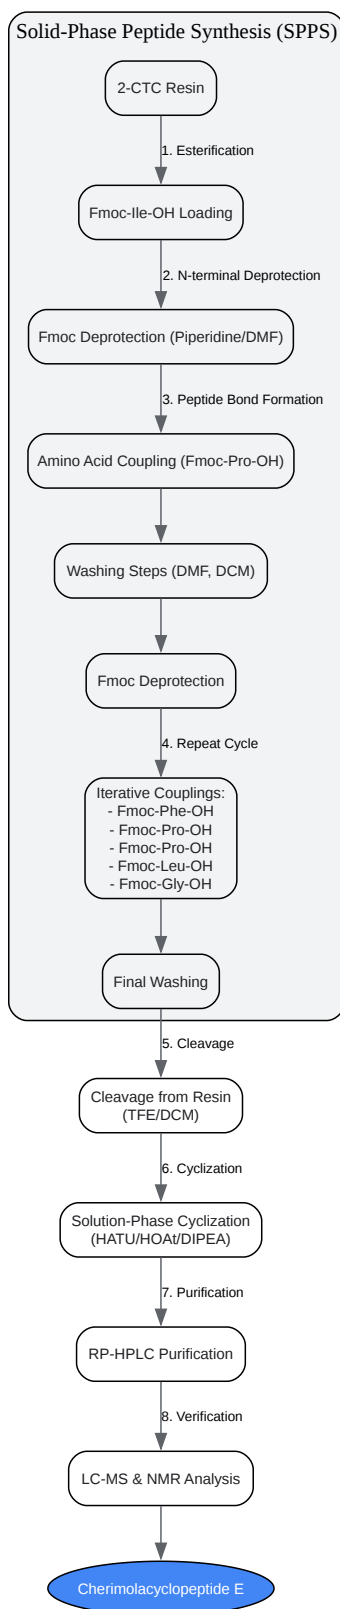 Solid-Phase Peptide Synthesis (SPPS)
2-CTC Resin
1. Esterification
Fmoc-Ile-OH Loading
2. N-terminal Deprotection
Fmoc Deprotection (Piperidine/DMF)
3. Peptide Bond Formation
Amino Acid Coupling (Fmoc-Pro-OH)
Washing Steps (DMF, DCM)
Fmoc Deprotection
4. Repeat Cycle
Iterative Couplings:
- Fmoc-Phe-OH
- Fmoc-Pro-OH
- Fmoc-Pro-OH
- Fmoc-Leu-OH
- Fmoc-Gly-OH
Final Washing
5. Cleavage
Cleavage from Resin
(TFE/DCM)
6. Cyclization
Solution-Phase Cyclization
(HATU/HOAt/DIPEA)
7. Purification
RP-HPLC Purification
8. Verification
LC-MS & NMR Analysis
Cherimolacyclopeptide E